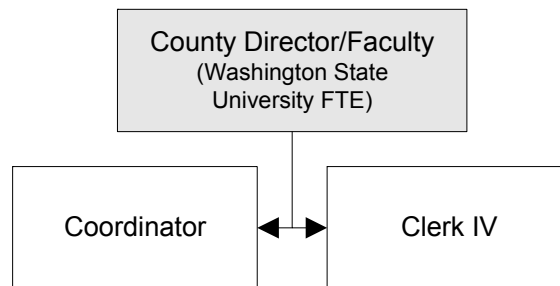 County Director/Faculty
(Washington State
University FTE)
Coordinator
Clerk IV